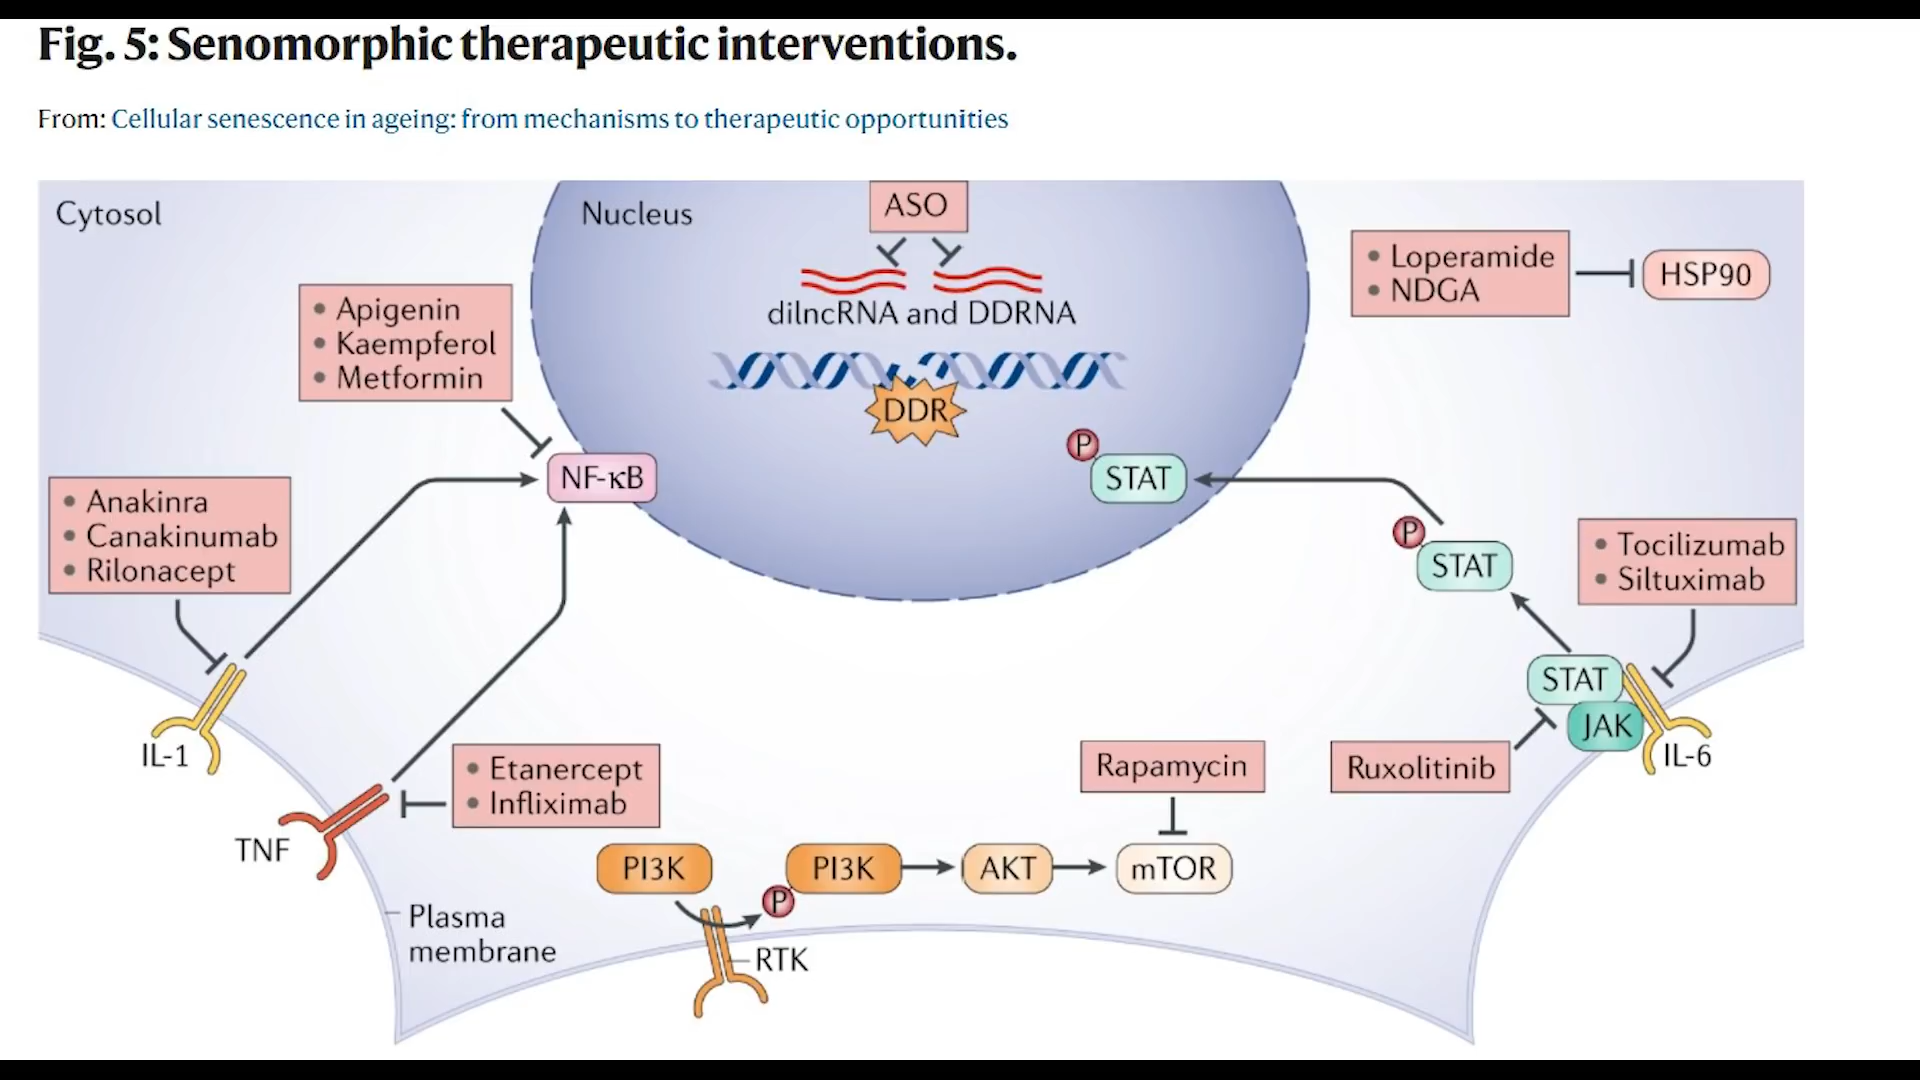 Fig. 5: Senomorphic therapeutic interventions.
From: Cellular senescence in ageing: from mechanisms to therapeutic opportunities
Cytosol
Nucleus
ASO
dilncRNA and DDRNA
DDR
• Loperamide
• NDGA
HSP90
• Apigenin
• Kaempferol
• Metformin
NF-κB
P
STAT
• Anakinra
• Canakinumab
• Rilonacept
P
STAT
• Tocilizumab
• Siltuximab
STAT
JAK
IL-6
Ruxolitinib
IL-1
TNF
• Etanercept
• Infliximab
Rapamycin
PI3K
P
PI3K
AKT
mTOR
RTK
Plasma
membrane